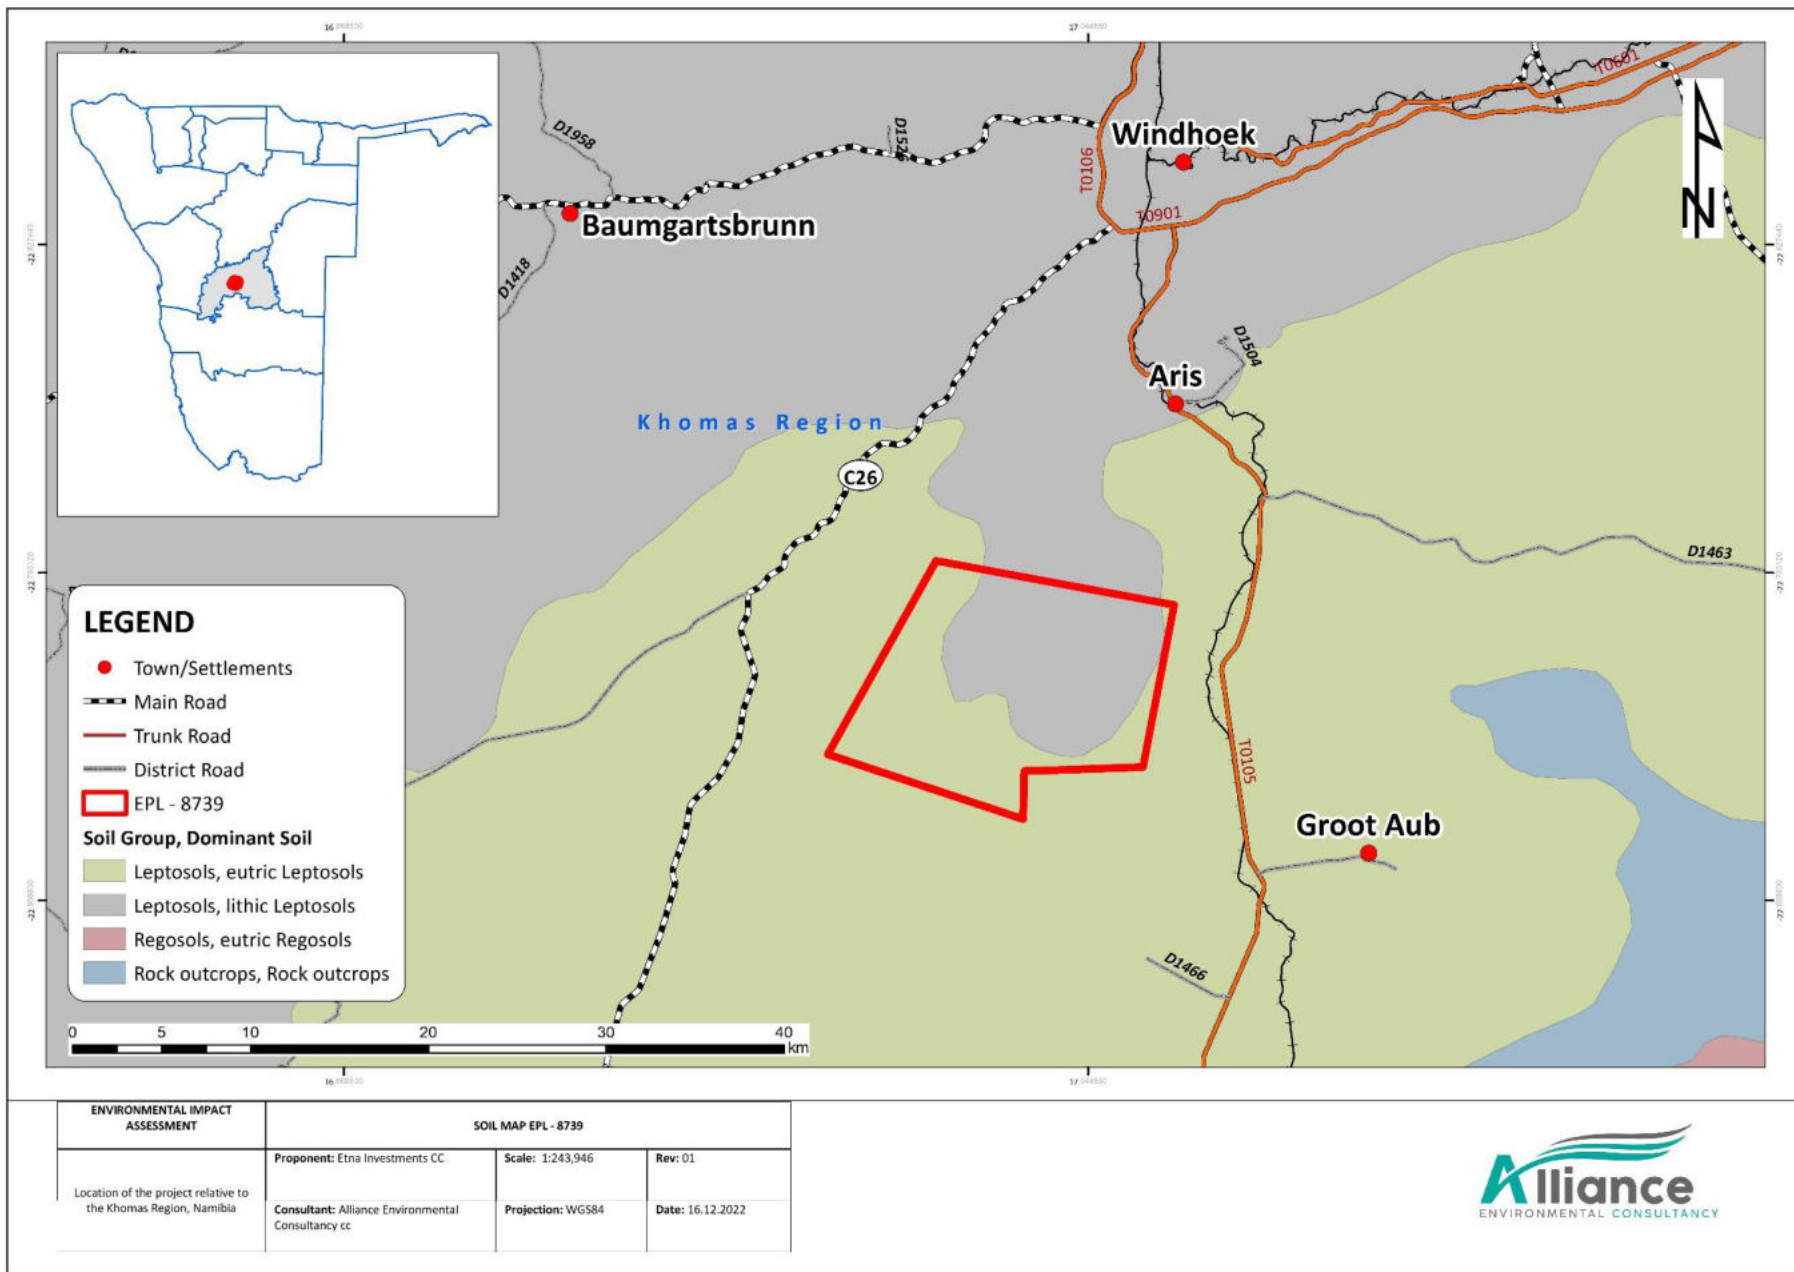 Windhoek
Baumgartsbrunn
D1958
D1526
D1418
T0106
T0901
T0601
N
D1504
Aris
Khomas Region
C26
D1463
T0105
Groot Aub
D1466
LEGEND
Town/Settlements
Main Road
Trunk Road
District Road
EPL - 8739
Soil Group, Dominant Soil
Leptosols, eutric Leptosols
Leptosols, lithic Leptosols
Regosols, eutric Regosols
Rock outcrops, Rock outcrops
0 5 10 20 30 40
km
ENVIRONMENTAL IMPACT
ASSESSMENT
SOIL MAP EPL - 8739
Proponent: Etna Investments CC
Scale: 1:243,946
Rev: 01
Location of the project relative to
the Khomas Region, Namibia
Consultant: Alliance Environmental
Consultancy cc
Projection: WGS84
Date: 16.12.2022
Alliance
ENVIRONMENTAL CONSULTANCY